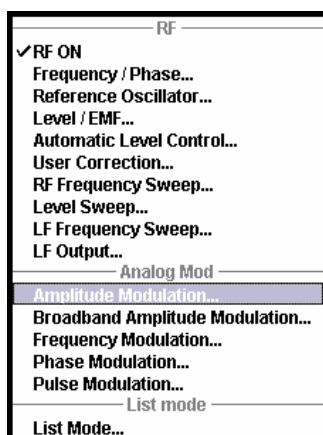 RF
RF ON
Frequency / Phase...
Reference Oscillator...
Level / EMF...
Automatic Level Control...
User Correction...
RF Frequency Sweep...
Level Sweep...
LF Frequency Sweep...
LF Output...
Analog Mod
Amplitude Modulation...
Broadband Amplitude Modulation...
Frequency Modulation...
Phase Modulation...
Pulse Modulation...
List mode
List Mode...